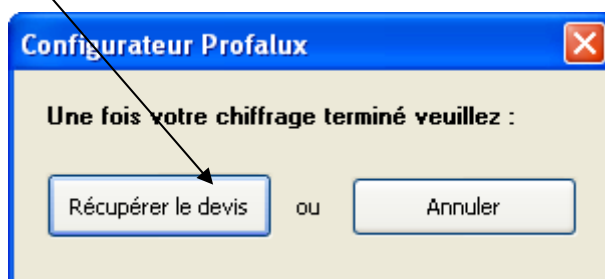 Configurateur Profalux
Une fois votre chiffrage terminé veuillez :
Récupérer le devis ou Annuler